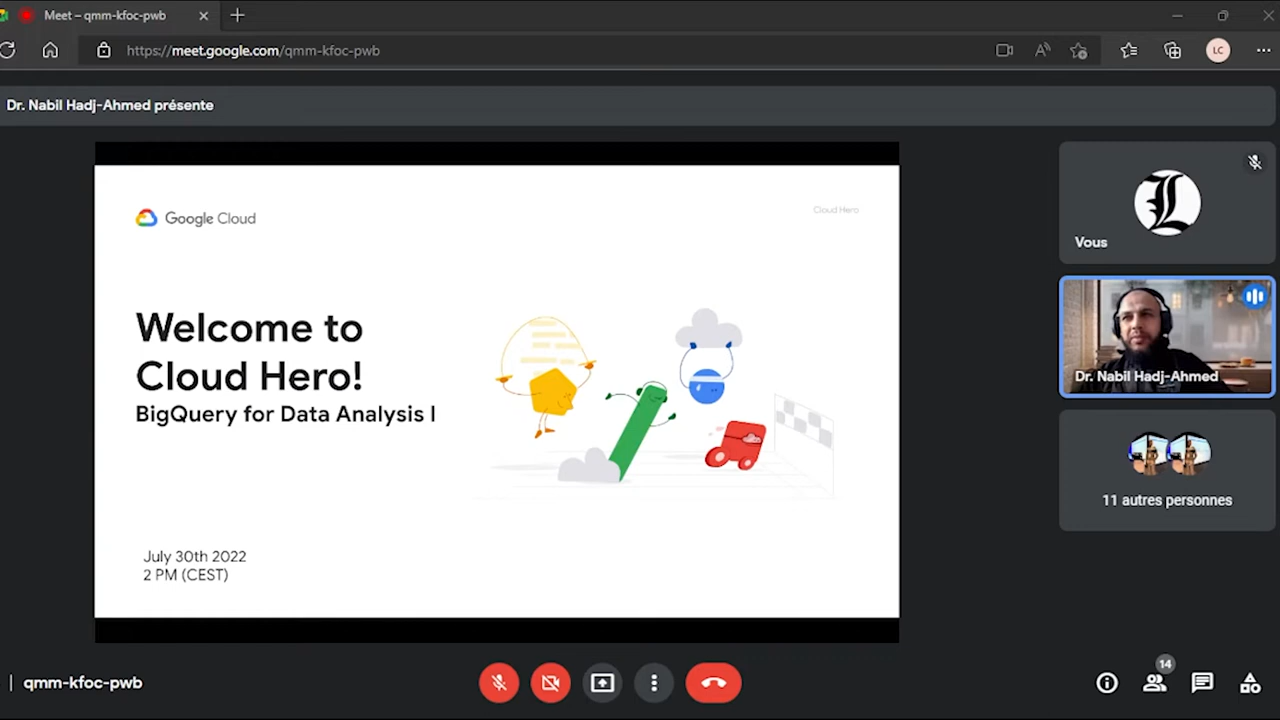 Meet – qmm-kfoc-pwb
https://meet.google.com/qmm-kfoc-pwb
LC
Dr. Nabil Hadj-Ahmed présente
Google Cloud
Cloud Hero
Welcome to
Cloud Hero!
BigQuery for Data Analysis I
July 30th 2022
2 PM (CEST)
L
Vous
Dr. Nabil Hadj-Ahmed
11 autres personnes
qmm-kfoc-pwb
14